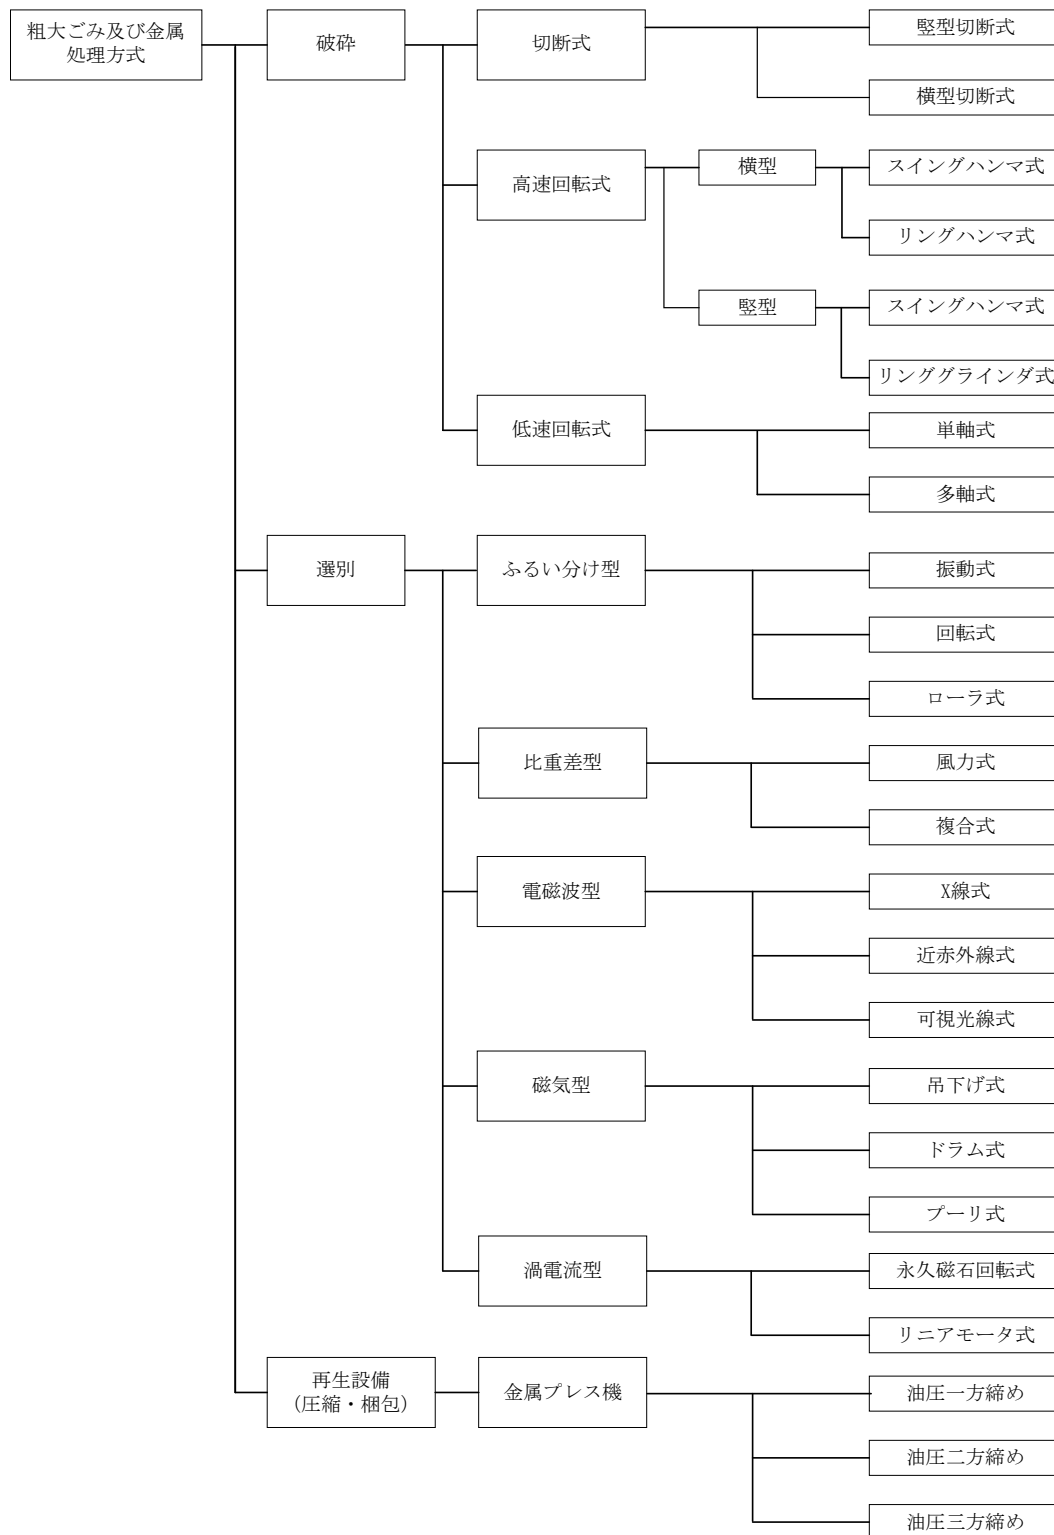 粗大ごみ及び金属
処理方式
破砕
切断式
竪型切断式
横型切断式
高速回転式
横型
スイングハンマ式
リングハンマ式
竪型
スイングハンマ式
リンググラインダ式
低速回転式
単軸式
多軸式
選別
ふるい分け型
振動式
回転式
ローラ式
比重差型
風力式
複合式
電磁波型
X線式
近赤外線式
可視光線式
磁気型
吊下げ式
ドラム式
プーリ式
渦電流型
永久磁石回転式
リニアモータ式
再生設備
（圧縮・梱包）
金属プレス機
油圧一方締め
油圧二方締め
油圧三方締め